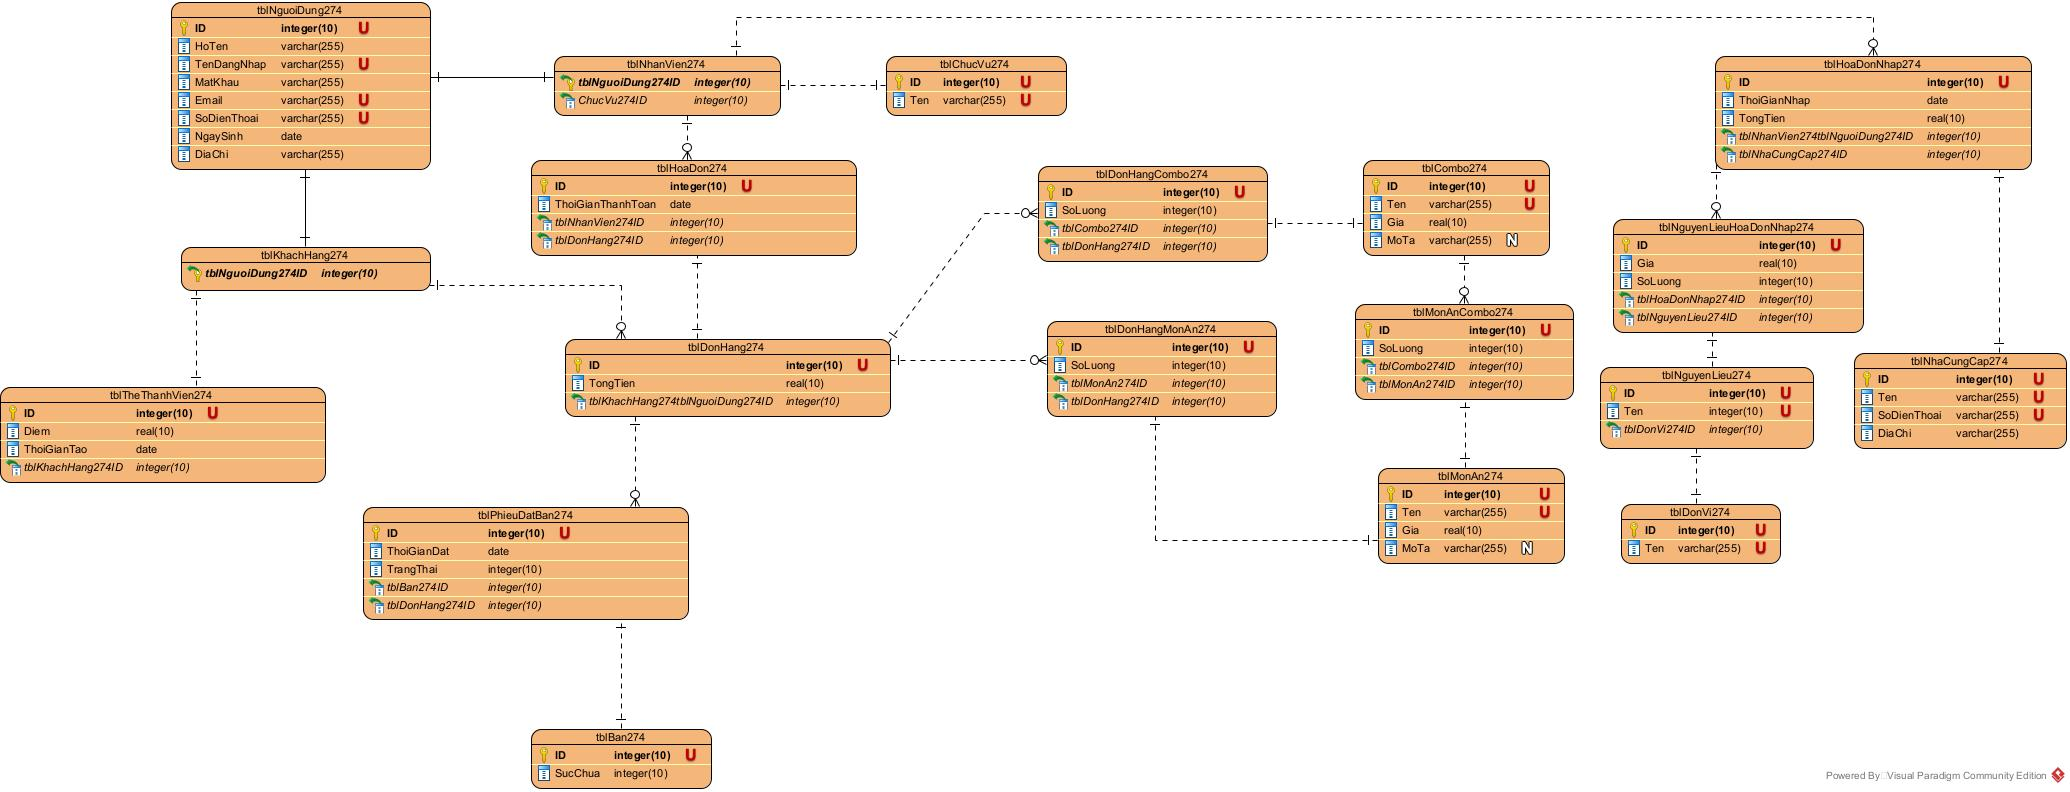 tblNguoiDung274
ID integer(10) U
HoTen varchar(255)
TenDangNhap varchar(255) U
MatKhau varchar(255)
Email varchar(255) U
SoDienThoai varchar(255) U
NgaySinh date
DiaChi varchar(255)
tblNhanVien274
tblNguoiDung274ID integer(10)
ChucVu274ID integer(10)
tblChucVu274
ID integer(10) U
Ten varchar(255) U
tblHoaDonNhap274
ID integer(10) U
ThoiGianNhap date
TongTien real(10)
tblNhanVien274tblNguoiDung274ID integer(10)
tblNhaCungCap274ID integer(10)
tblHoaDon274
ID integer(10) U
ThoiGianThanhToan date
tblNhanVien274ID integer(10)
tblDonHang274ID integer(10)
tblDonHangCombo274
ID integer(10) U
SoLuong integer(10)
tblCombo274ID integer(10)
tblDonHang274ID integer(10)
tblCombo274
ID integer(10) U
Ten varchar(255) U
Gia real(10)
MoTa varchar(255) N
tblNguyenLieuHoaDonNhap274
ID integer(10) U
Gia real(10)
SoLuong integer(10)
tblHoaDonNhap274ID integer(10)
tblNguyenLieu274ID integer(10)
tblKhachHang274
tblNguoiDung274ID integer(10)
tblDonHang274
ID integer(10) U
TongTien real(10)
tblKhachHang274tblNguoiDung274ID integer(10)
tblDonHangMonAn274
ID integer(10) U
SoLuong integer(10)
tblMonAn274ID integer(10)
tblDonHang274ID integer(10)
tblMonAnCombo274
ID integer(10) U
SoLuong integer(10)
tblCombo274ID integer(10)
tblMonAn274ID integer(10)
tblNguyenLieu274
ID integer(10) U
Ten integer(10) U
tblDonVi274ID integer(10)
tblNhaCungCap274
ID integer(10) U
Ten varchar(255) U
SoDienThoai varchar(255) U
DiaChi varchar(255)
tblTheThanhVien274
ID integer(10) U
Diem real(10)
ThoiGianTao date
tblKhachHang274ID integer(10)
tblMonAn274
ID integer(10) U
Ten varchar(255) U
Gia real(10)
MoTa varchar(255) N
tblDonVi274
ID integer(10) U
Ten varchar(255) U
tblPhieuDatBan274
ID integer(10) U
ThoiGianDat date
TrangThai integer(10)
tblBan274ID integer(10)
tblDonHang274ID integer(10)
tblBan274
ID integer(10) U
SucChua integer(10)
Powered By Visual Paradigm Community Edition